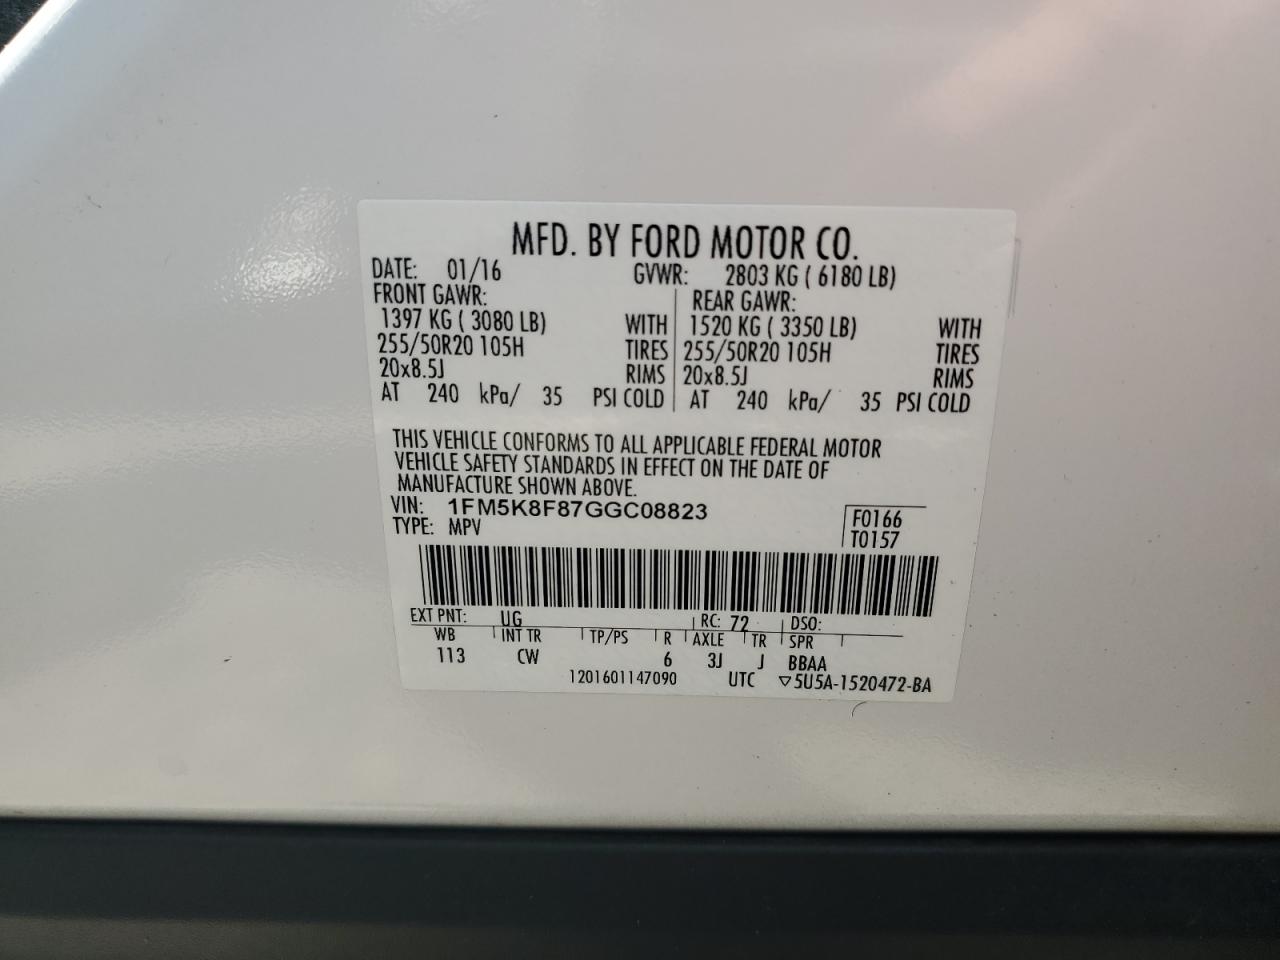 MFD. BY FORD MOTOR CO.
DATE: 01/16 GVWR: 2803 KG ( 6180 LB)
FRONT GAWR: REAR GAWR:
1397 KG ( 3080 LB) WITH 1520 KG ( 3350 LB) WITH
255/50R20 105H TIRES 255/50R20 105H TIRES
20x8.5J RIMS 20x8.5J RIMS
AT 240 kPa/ 35 PSI COLD AT 240 kPa/ 35 PSI COLD
THIS VEHICLE CONFORMS TO ALL APPLICABLE FEDERAL MOTOR
VEHICLE SAFETY STANDARDS IN EFFECT ON THE DATE OF
MANUFACTURE SHOWN ABOVE.
VIN: 1FM5K8F87GGC08823 F0166
TYPE: MPV T0157
EXT PNT: UG RC: 72 DSO:
WB INT TR TP/PS R AXLE TR SPR
113 CW 6 3J J BBAA
1201601147090 UTC ▽5U5A-1520472-BA